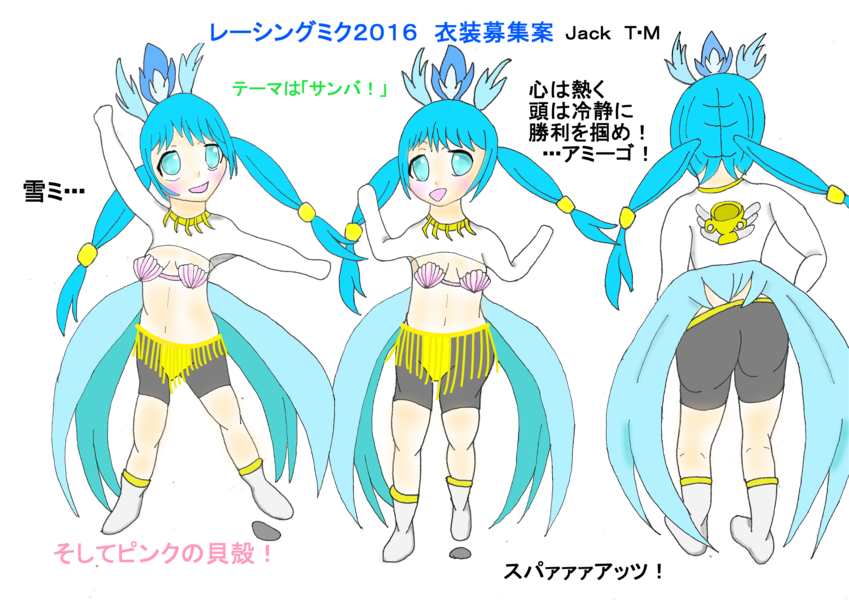 レーシングミク２０１６　衣装募集案　Jack　T・M
テーマは「サンバ！」
心は熱く
頭は冷静に
勝利を掴め！
…アミーゴ！
雪ミ…
そしてピンクの貝殻！
スパァァァアッツ！